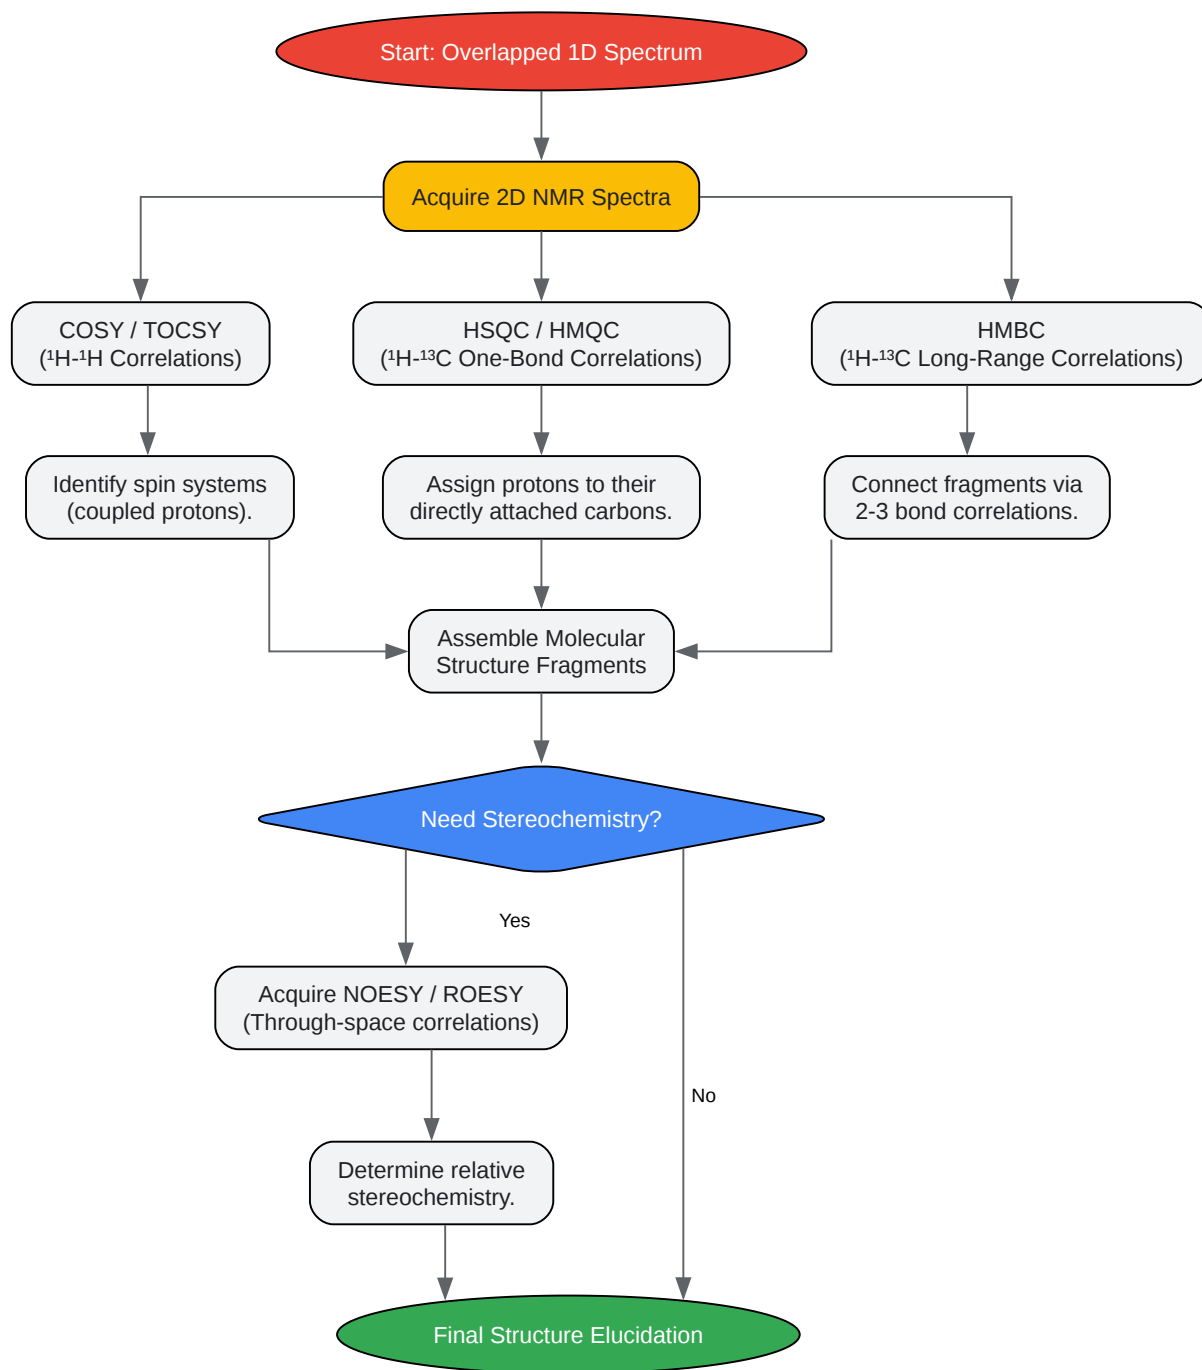 Start: Overlapped 1D Spectrum
Acquire 2D NMR Spectra
COSY / TOCSY
(¹H-¹H Correlations)
HSQC / HMQC
(¹H-¹³C One-Bond Correlations)
HMBC
(¹H-¹³C Long-Range Correlations)
Identify spin systems
(coupled protons).
Assign protons to their
directly attached carbons.
Connect fragments via
2-3 bond correlations.
Assemble Molecular
Structure Fragments
Need Stereochemistry?
Yes
Acquire NOESY / ROESY
(Through-space correlations)
No
Determine relative
stereochemistry.
Final Structure Elucidation